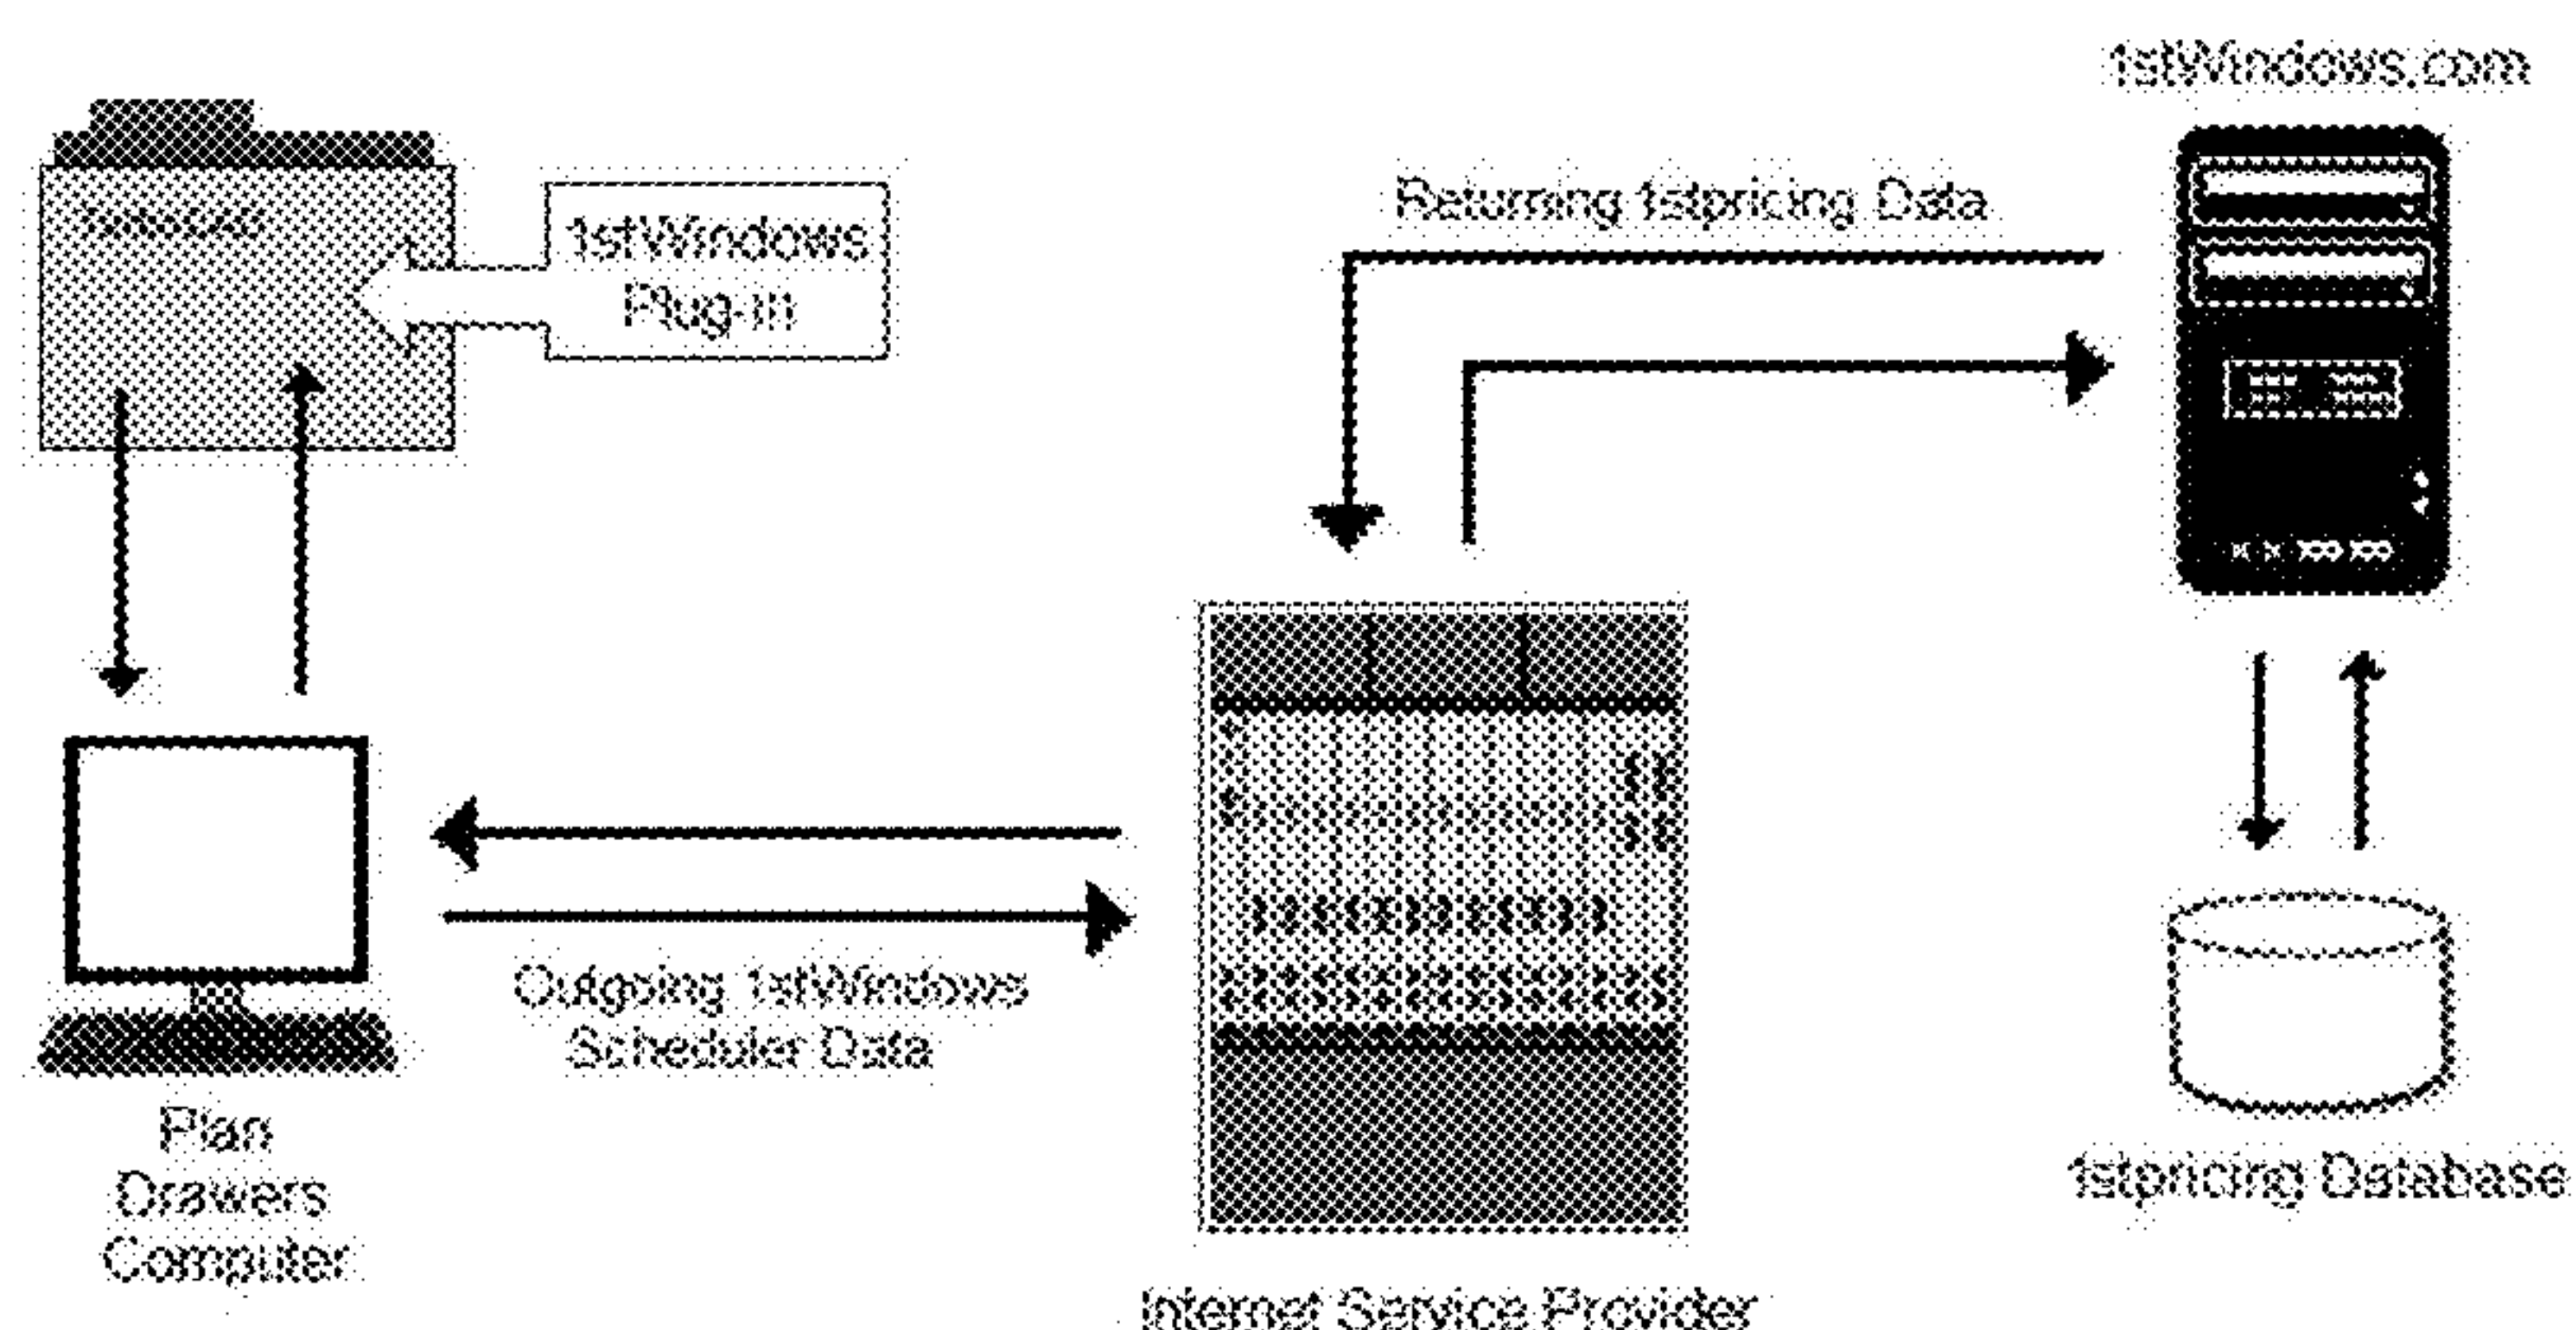 1stWindows.com
1stWindows
Plug-in
Returning 1stpricing Data
Outgoing 1stWindows
Scheduler Data
Plan
Drawers
Computer
1stpricing Database
Internet Service Provider